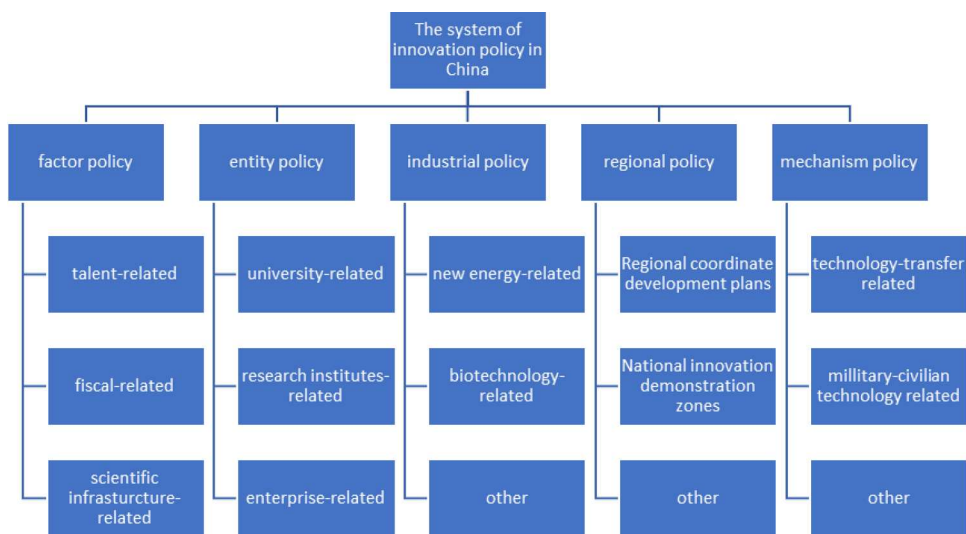 The system of
innovation policy in
China
factor policy
entity policy
industrial policy
regional policy
mechanism policy
talent-related
university-related
new energy-related
Regional coordinate
development plans
technology-transfer
related
fiscal-related
research institutes-
related
biotechnology-
related
National innovation
demonstration
zones
millitary-civilian
technology related
scientific
infrasturcture-
related
enterprise-related
other
other
other